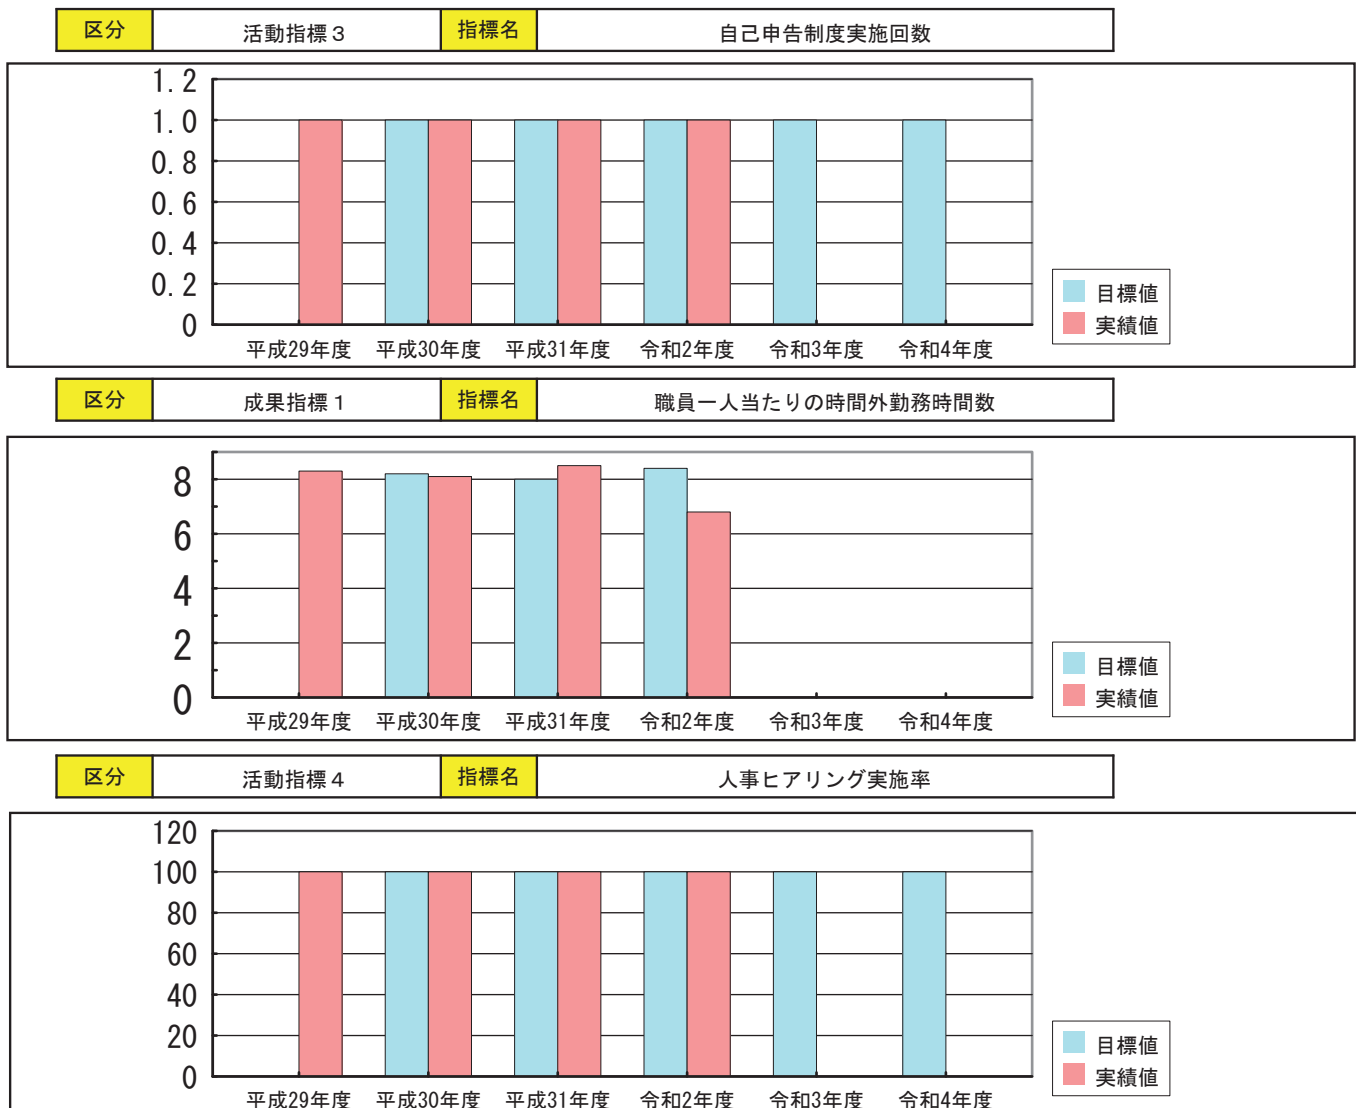 区分 活動指標３ 指標名 自己申告制度実施回数
1.2
1.0
0.8
0.6
0.4
0.2
0
平成29年度 平成30年度 平成31年度 令和2年度 令和3年度 令和4年度
目標値
実績値
区分 成果指標１ 指標名 職員一人当たりの時間外勤務時間数
8
6
4
2
0
平成29年度 平成30年度 平成31年度 令和2年度 令和3年度 令和4年度
目標値
実績値
区分 活動指標４ 指標名 人事ヒアリング実施率
120
100
80
60
40
20
0
平成29年度 平成30年度 平成31年度 令和2年度 令和3年度 令和4年度
目標値
実績値